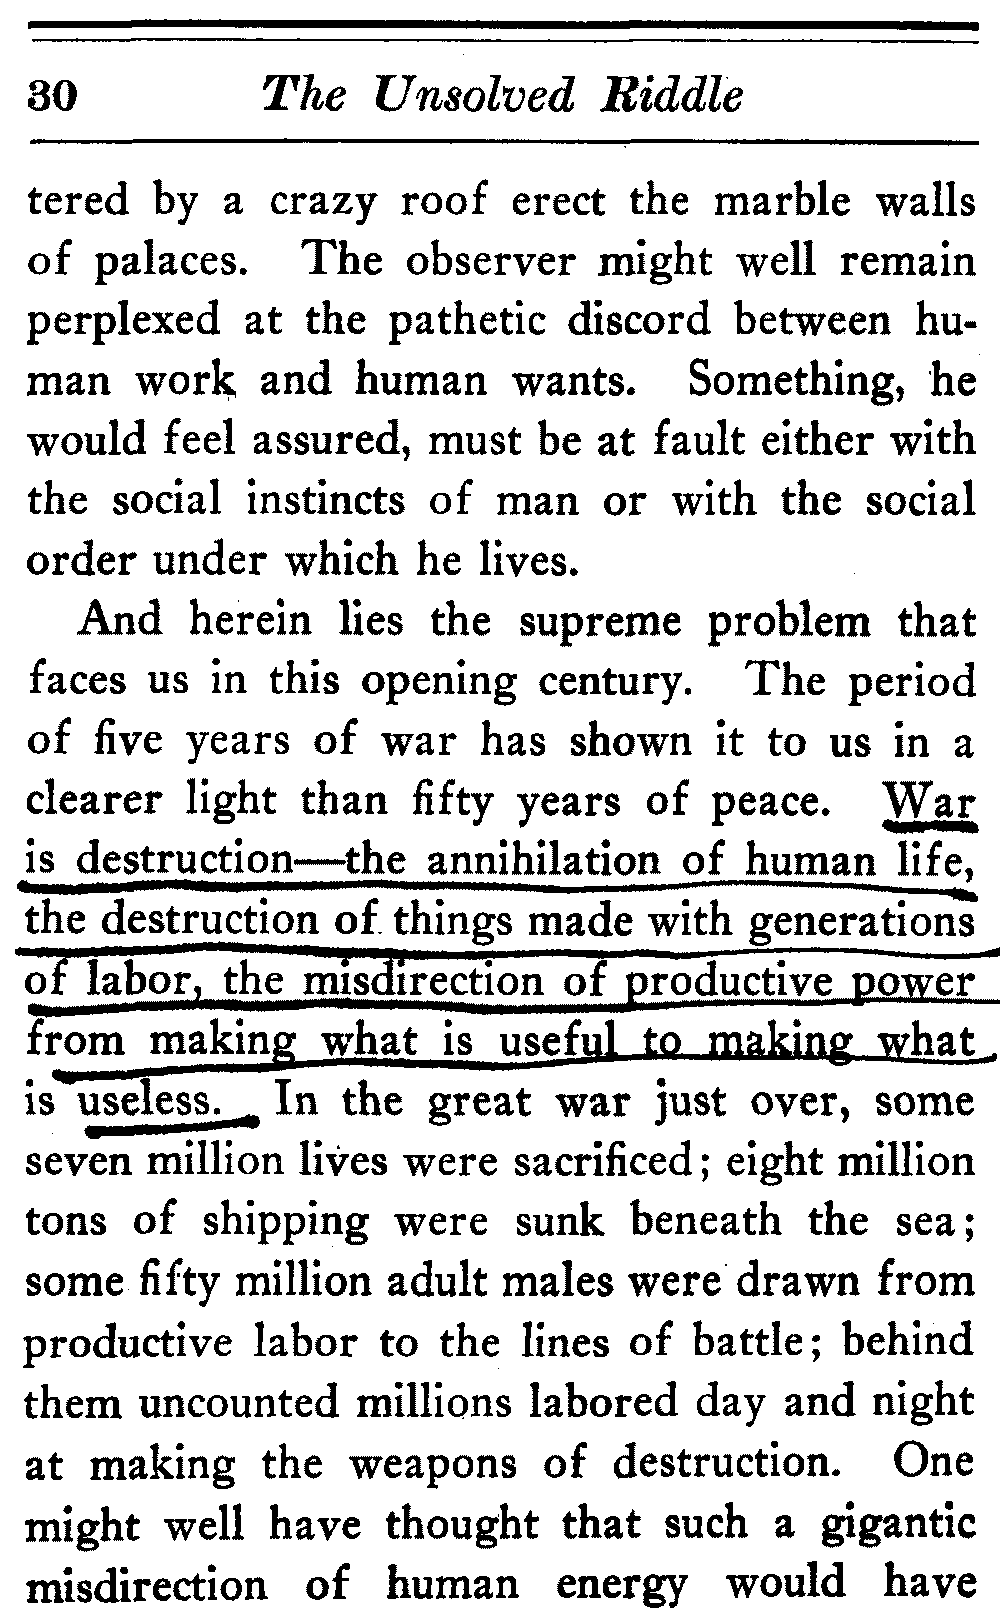 30 The Unsolved Riddle
tered by a crazy roof erect the marble walls
of palaces. The observer might well remain
perplexed at the pathetic discord between hu-
man work and human wants. Something, he
would feel assured, must be at fault either with
the social instincts of man or with the social
order under which he lives.
And herein lies the supreme problem that
faces us in this opening century. The period
of five years of war has shown it to us in a
clearer light than fifty years of peace. War
is destruction—the annihilation of human life,
the destruction of things made with generations
of labor, the misdirection of productive power
from making what is useful to making what
is useless. In the great war just over, some
seven million lives were sacrificed; eight million
tons of shipping were sunk beneath the sea;
some fifty million adult males were drawn from
productive labor to the lines of battle; behind
them uncounted millions labored day and night
at making the weapons of destruction. One
might well have thought that such a gigantic
misdirection of human energy would have